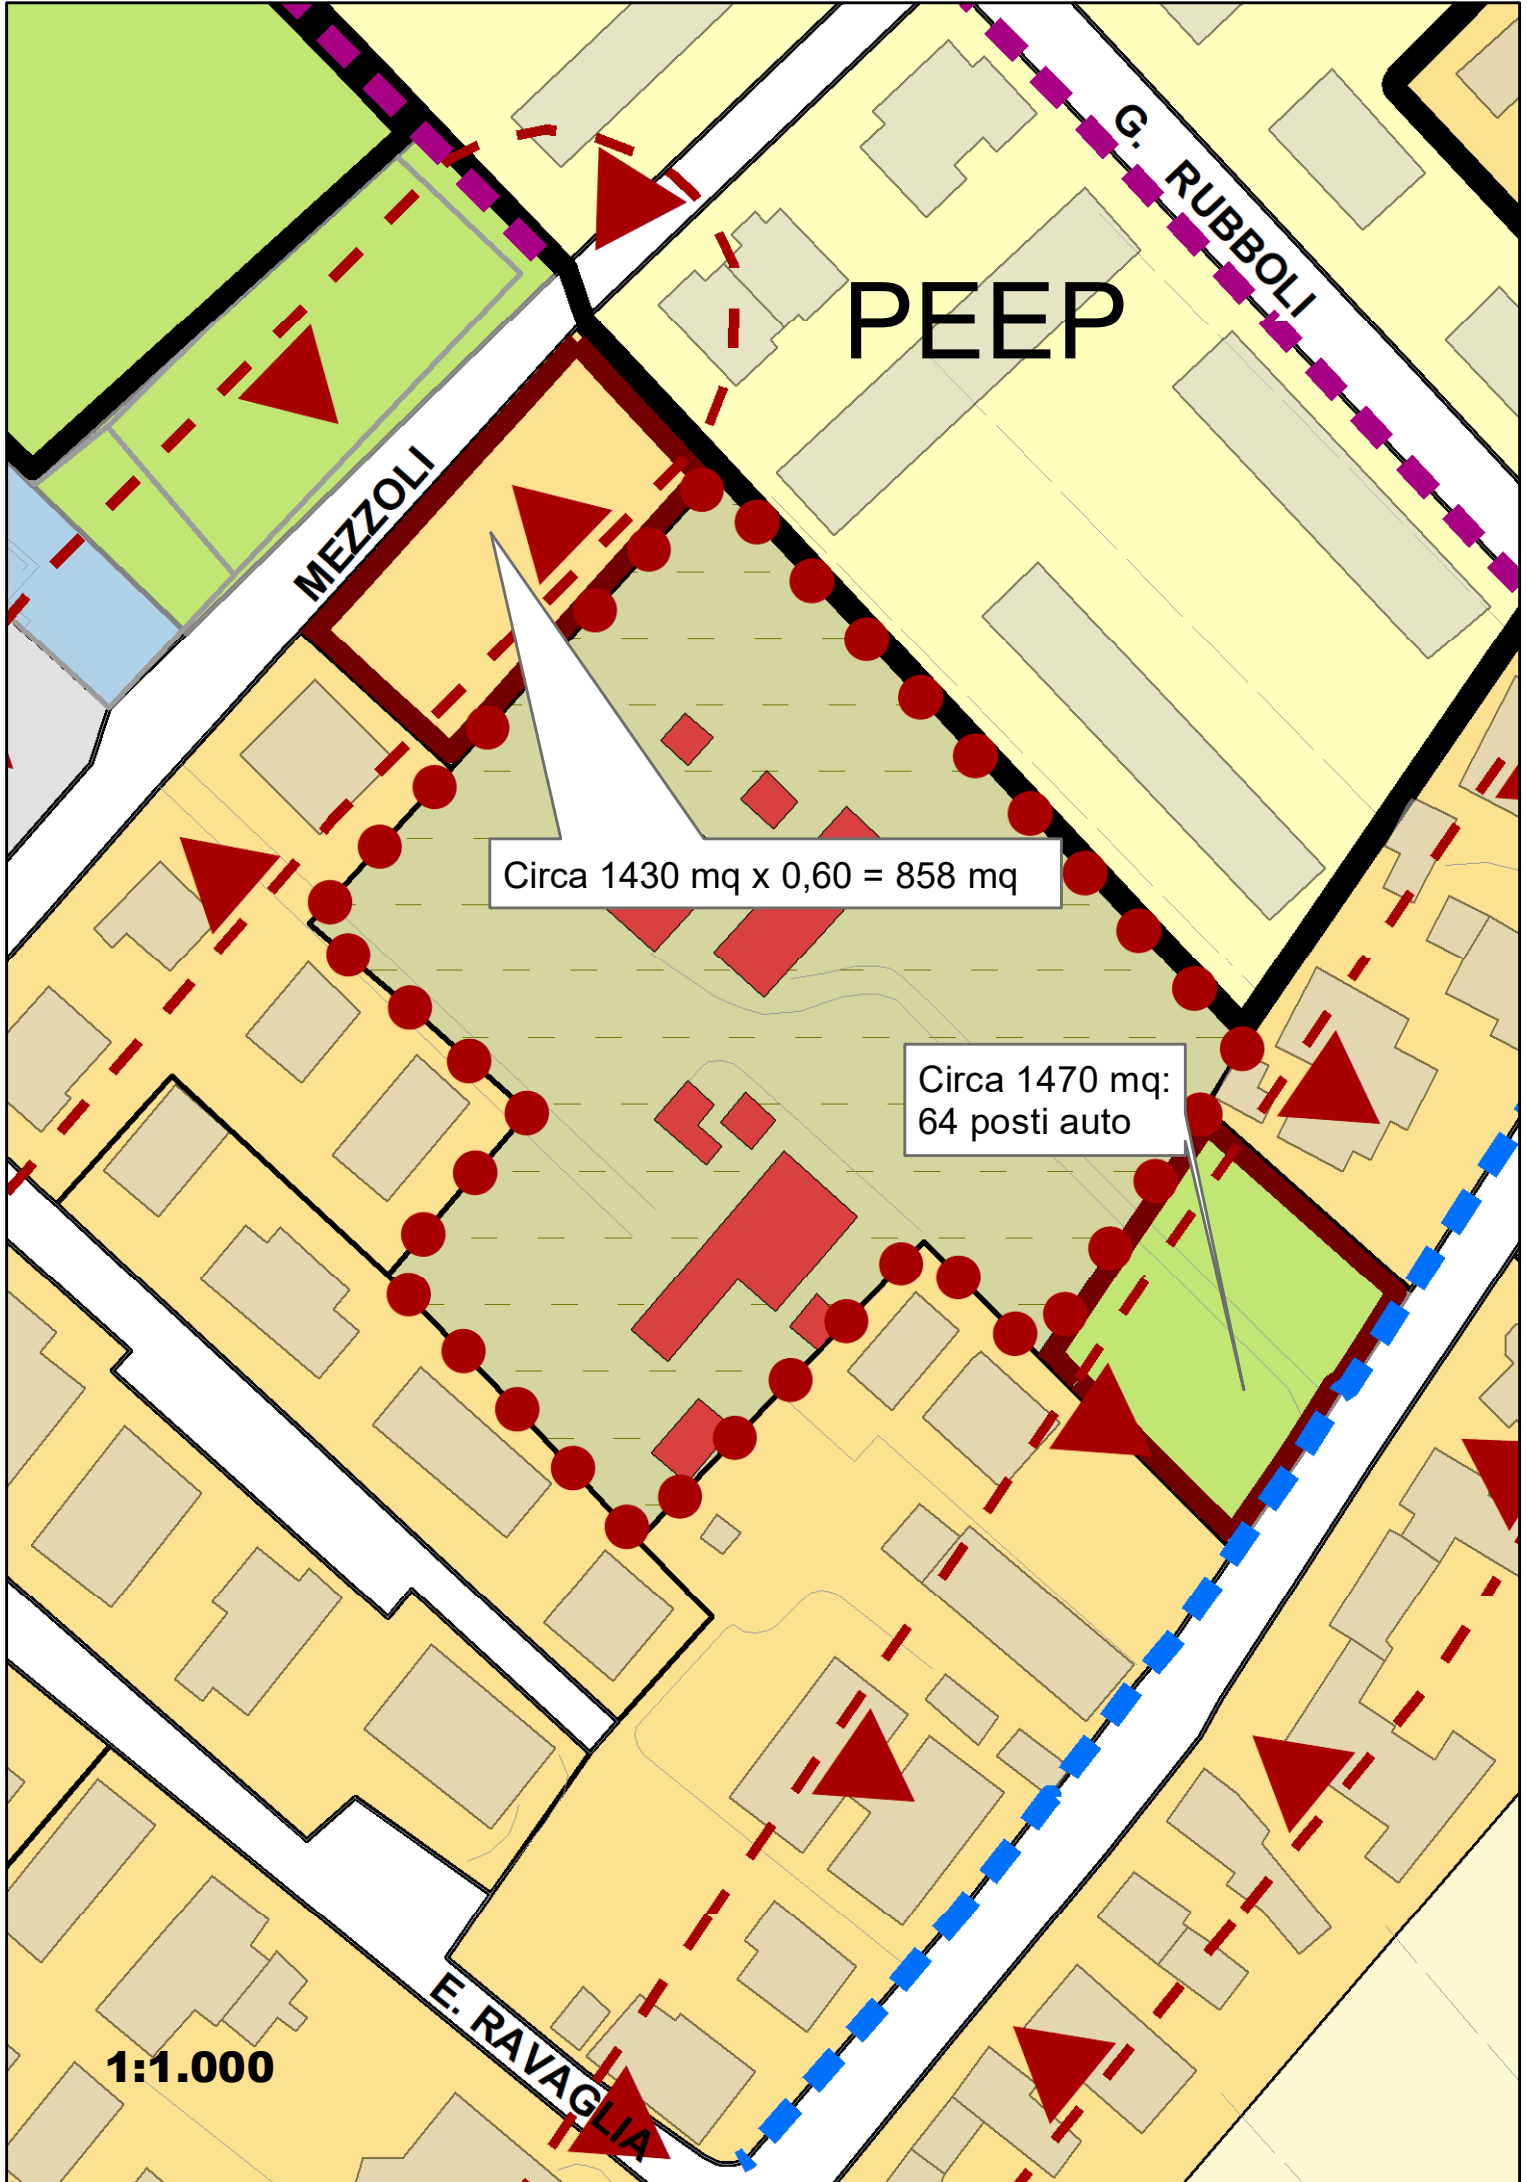 G. RUBBOLI
PEEP
MEZZOLI
Circa 1430 mq x 0,60 = 858 mq
Circa 1470 mq:
64 posti auto
E. RAVAGLIA
1:1.000